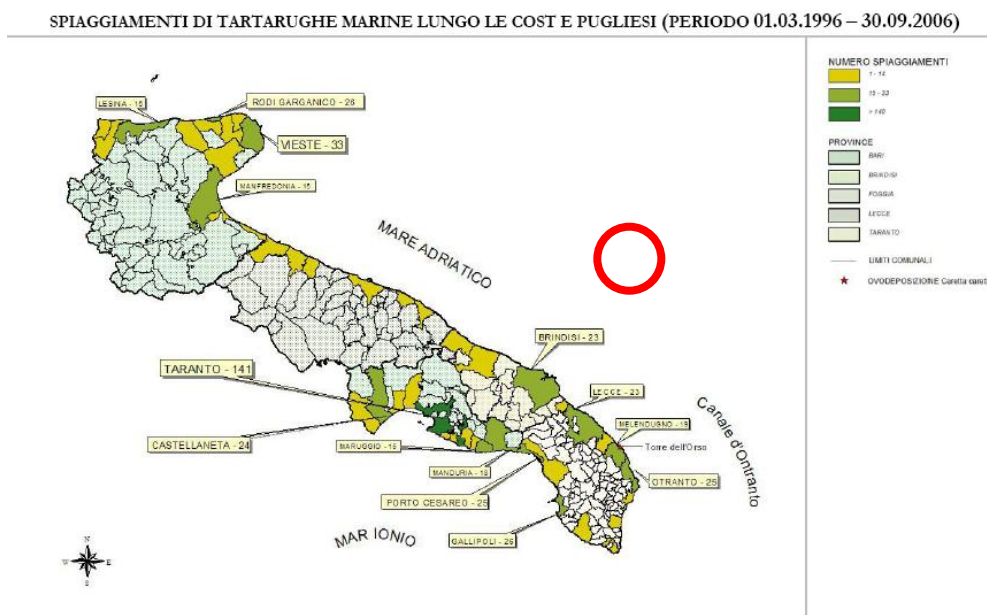 SPIAGGIAMENTI DI TARTARUGHE MARINE LUNGO LE COST E PUGLIESI (PERIODO 01.03.1996 – 30.09.2006)
NUMERO SPIAGGIAMENTI
1 - 14
15 - 33
> 140
PROVINCE
BARI
BRINDISI
FOGGIA
LECCE
TARANTO
LIMITI COMUNALI
OVODEPOSIZIONE Caretta carett
LESINA - 15
RODI GARGANICO - 26
VIESTE - 33
MANFREDONIA - 15
MARE ADRIATICO
BRINDISI - 23
TARANTO - 141
LECCE - 23
Canale d'Ontranto
MELENDUGNO - 19
CASTELLANETA - 24
MARUGGIO - 15
Torre dell'Orso
MANDURIA - 18
OTRANTO - 25
PORTO CESAREO - 25
MAR IONIO
GALLIPOLI - 26
N
W
E
S